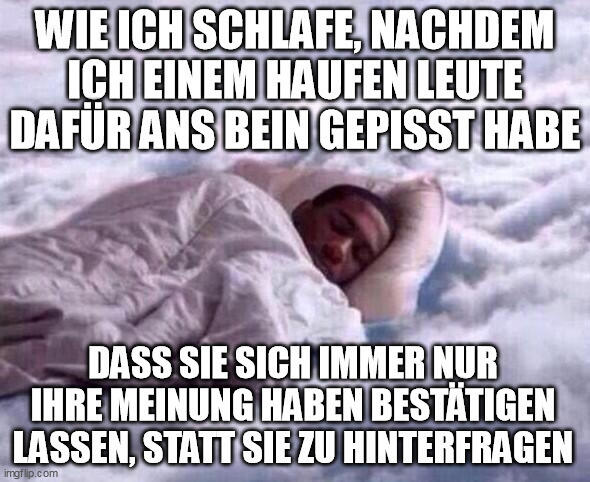 WIE ICH SCHLAFE, NACHDEM
ICH EINEM HAUFEN LEUTE
DAFÜR ANS BEIN GEPISST HABE
DASS SIE SICH IMMER NUR
IHRE MEINUNG HABEN BESTÄTIGEN
LASSEN, STATT SIE ZU HINTERFRAGEN
imgflip.com